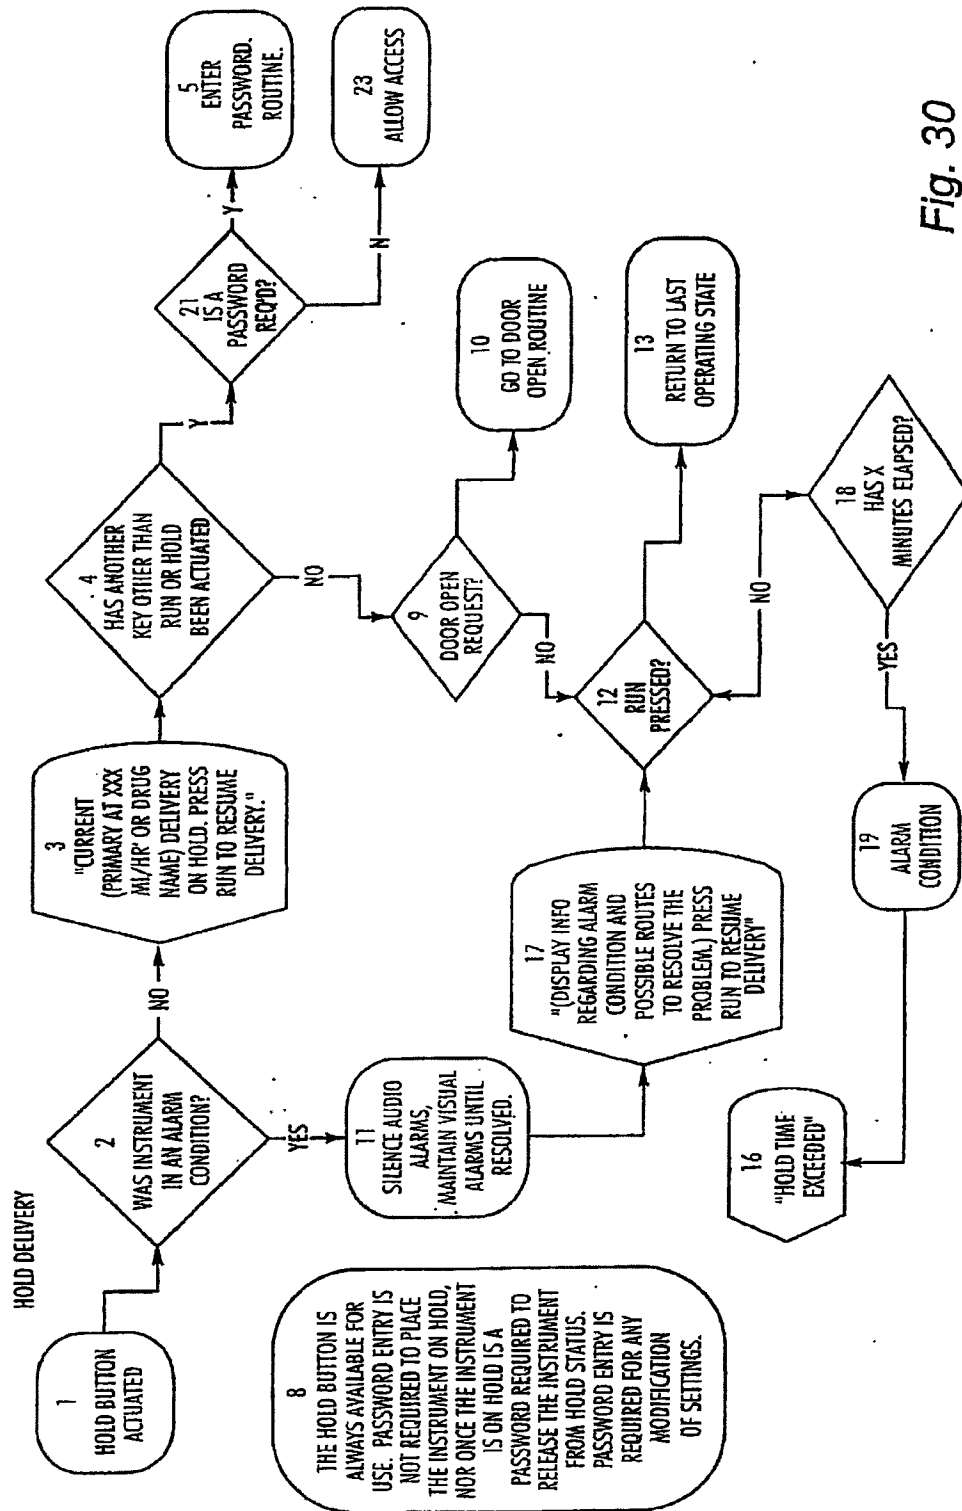 HOLD DELIVERY
1
HOLD BUTTON
ACTUATED
2
WAS INSTRUMENT
IN AN ALARM
CONDITION?
NO
YES
3
"CURRENT
(PRIMARY AT XXX
MI/HR' OR DRUG
NAME) DELIVERY
ON HOLD. PRESS
RUN TO RESUME
DELIVERY."
4
HAS ANOTHER
KEY OTHER THAN
RUN OR HOLD
BEEN ACTUATED
Y
NO
21
IS A
PASSWORD
REQ'D?
Y
N
5
ENTER
PASSWORD.
ROUTINE.
23
ALLOW ACCESS
9
DOOR OPEN
REQUEST?
NO
10
GO TO DOOR
OPEN ROUTINE
11
SILENCE AUDIO
ALARMS,
MAINTAIN VISUAL
ALARMS UNTIL
RESOLVED.
17
"(DISPLAY INFO
REGARDING ALARM
CONDITION AND
POSSIBLE ROUTES
TO RESOLVE THE
PROBLEM.) PRESS
RUN TO RESUME
DELIVERY"
12
RUN
PRESSED?
NO
13
RETURN TO LAST
OPERATING STATE
18
HAS X
MINUTES ELAPSED?
YES
19
ALARM
CONDITION
16
"HOLD TIME
EXCEEDED"
8
THE HOLD BUTTON IS
ALWAYS AVAILABLE FOR
USE. PASSWORD ENTRY IS
NOT REQUIRED TO PLACE
THE INSTRUMENT ON HOLD,
NOR ONCE THE INSTRUMENT
IS ON HOLD IS A
PASSWORD REQUIRED TO
RELEASE THE INSTRUMENT
FROM HOLD STATUS.
PASSWORD ENTRY IS
REQUIRED FOR ANY
MODIFICATION
OF SETTINGS.
Fig. 30